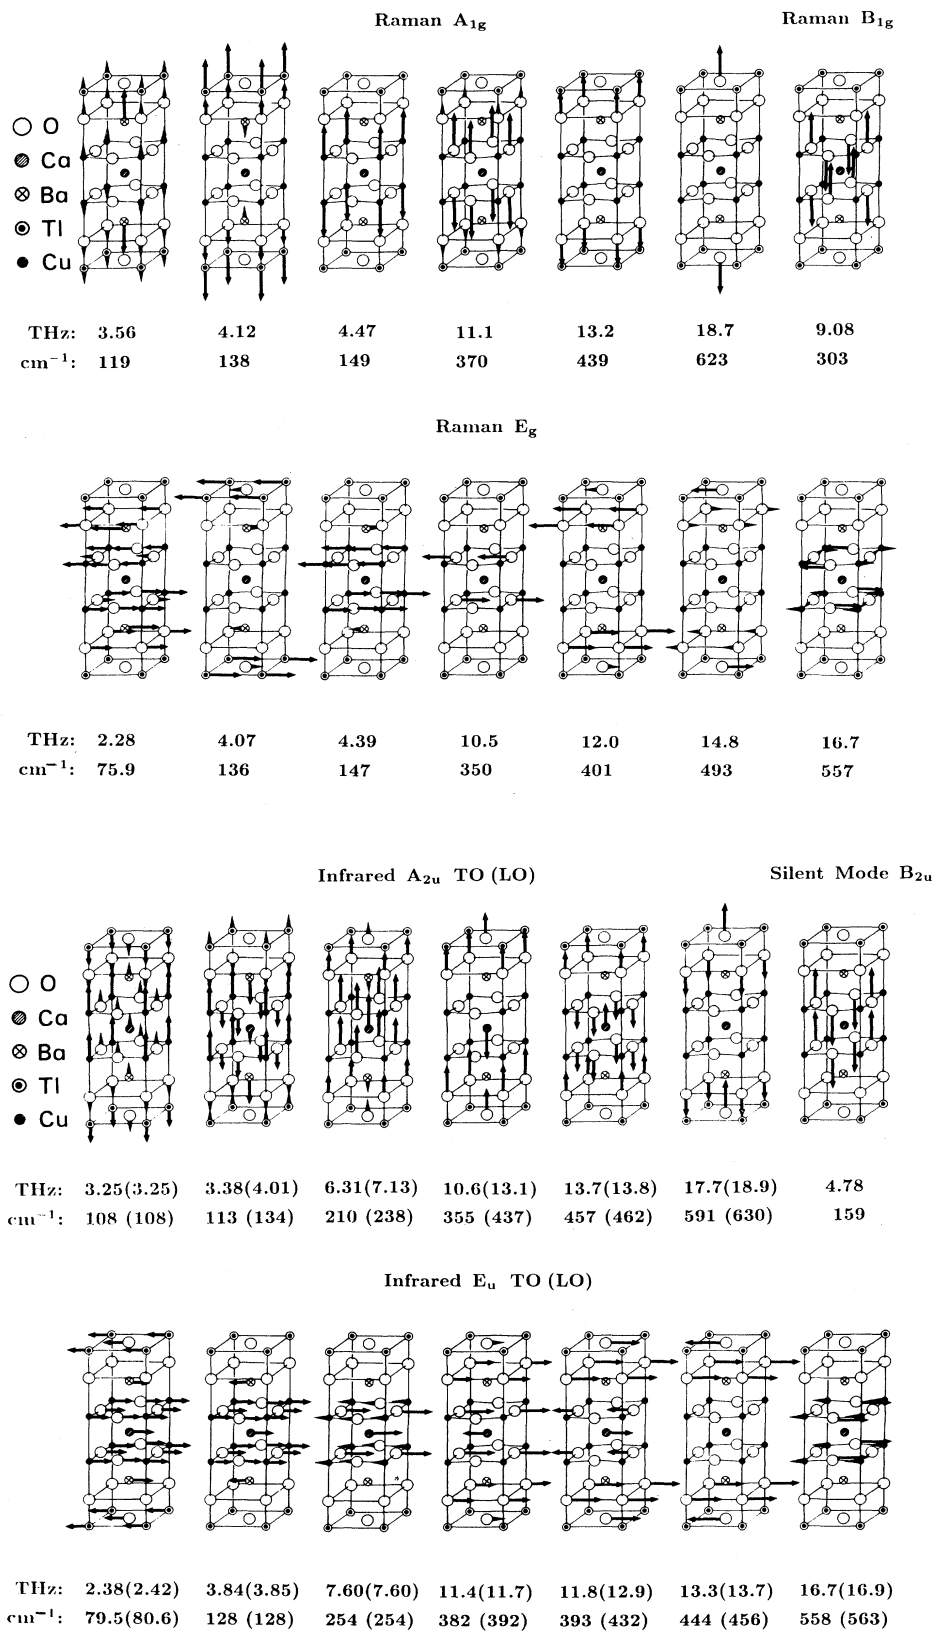 Raman A1g Raman B1g
O
Ca
Ba
Tl
Cu
THz: 3.56 4.12 4.47 11.1 13.2 18.7 9.08
cm−1: 119 138 149 370 439 623 303
Raman Eg
THz: 2.28 4.07 4.39 10.5 12.0 14.8 16.7
cm−1: 75.9 136 147 350 401 493 557
Infrared A2u TO (LO) Silent Mode B2u
O
Ca
Ba
Tl
Cu
THz: 3.25(3.25) 3.38(4.01) 6.31(7.13) 10.6(13.1) 13.7(13.8) 17.7(18.9) 4.78
cm−1: 108 (108) 113 (134) 210 (238) 355 (437) 457 (462) 591 (630) 159
Infrared Eu TO (LO)
THz: 2.38(2.42) 3.84(3.85) 7.60(7.60) 11.4(11.7) 11.8(12.9) 13.3(13.7) 16.7(16.9)
cm−1: 79.5(80.6) 128 (128) 254 (254) 382 (392) 393 (432) 444 (456) 558 (563)